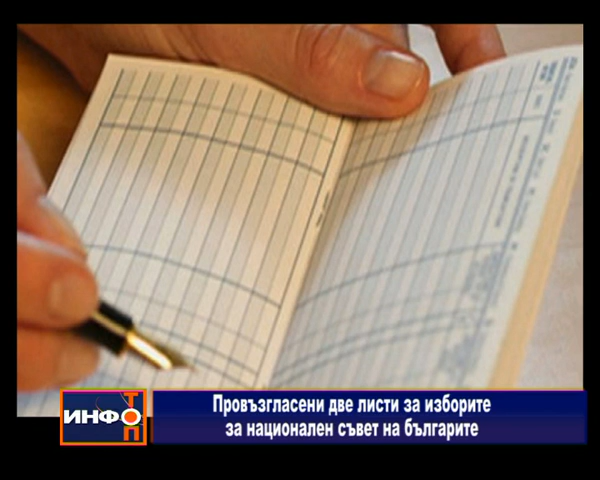 Провъзгласени две листи за изборите
за национален съвет на българите
ИНФО
ТОП